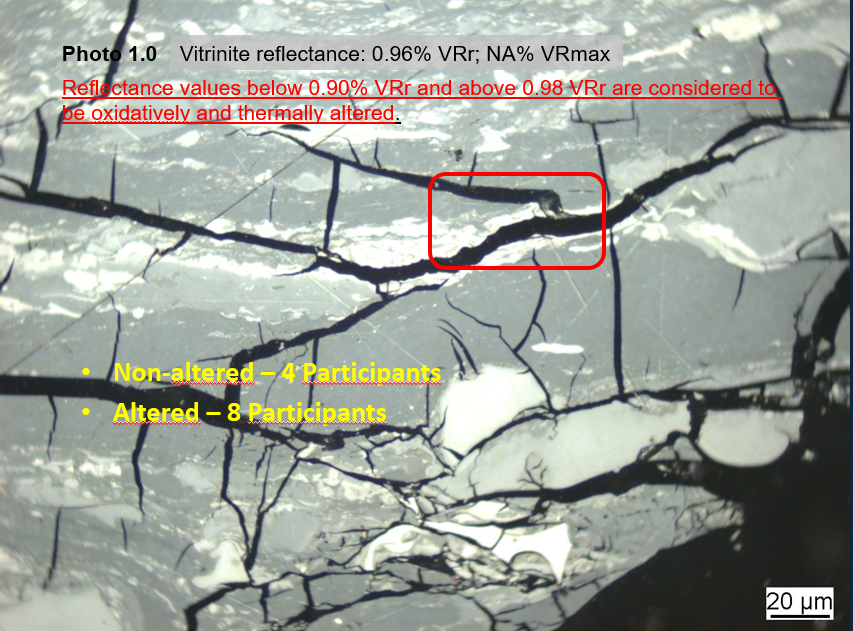 Photo 1.0 Vitrinite reflectance: 0.96% VRr; NA% VRmax
Reflectance values below 0.90% VRr and above 0.98 VRr are considered to
be oxidatively and thermally altered.
• Non-altered – 4 Participants
• Altered – 8 Participants
20 µm